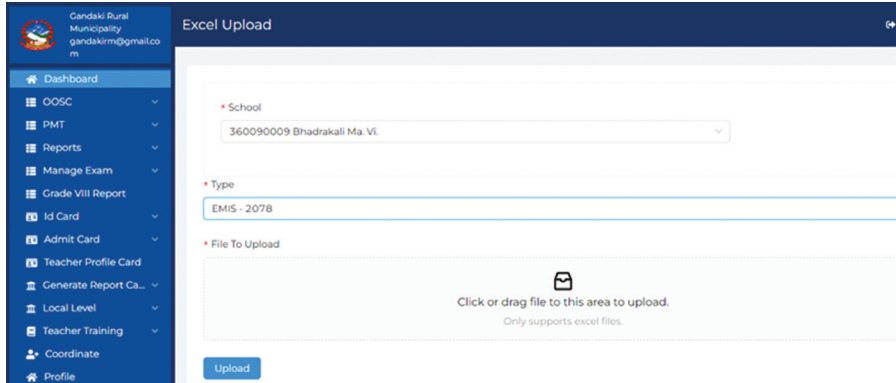 Gandaki Rural
Municipality
gandakirm@gmail.co
m
Excel Upload
Dashboard
OOSC
PMT
Reports
Manage Exam
Grade VIII Report
Id Card
Admit Card
Teacher Profile Card
Generate Report Ca...
Local Level
Teacher Training
Coordinate
Profile
* School
360090009 Bhadrakali Ma. Vi.
* Type
EMIS - 2078
* File To Upload
Click or drag file to this area to upload.
Only supports excel files.
Upload